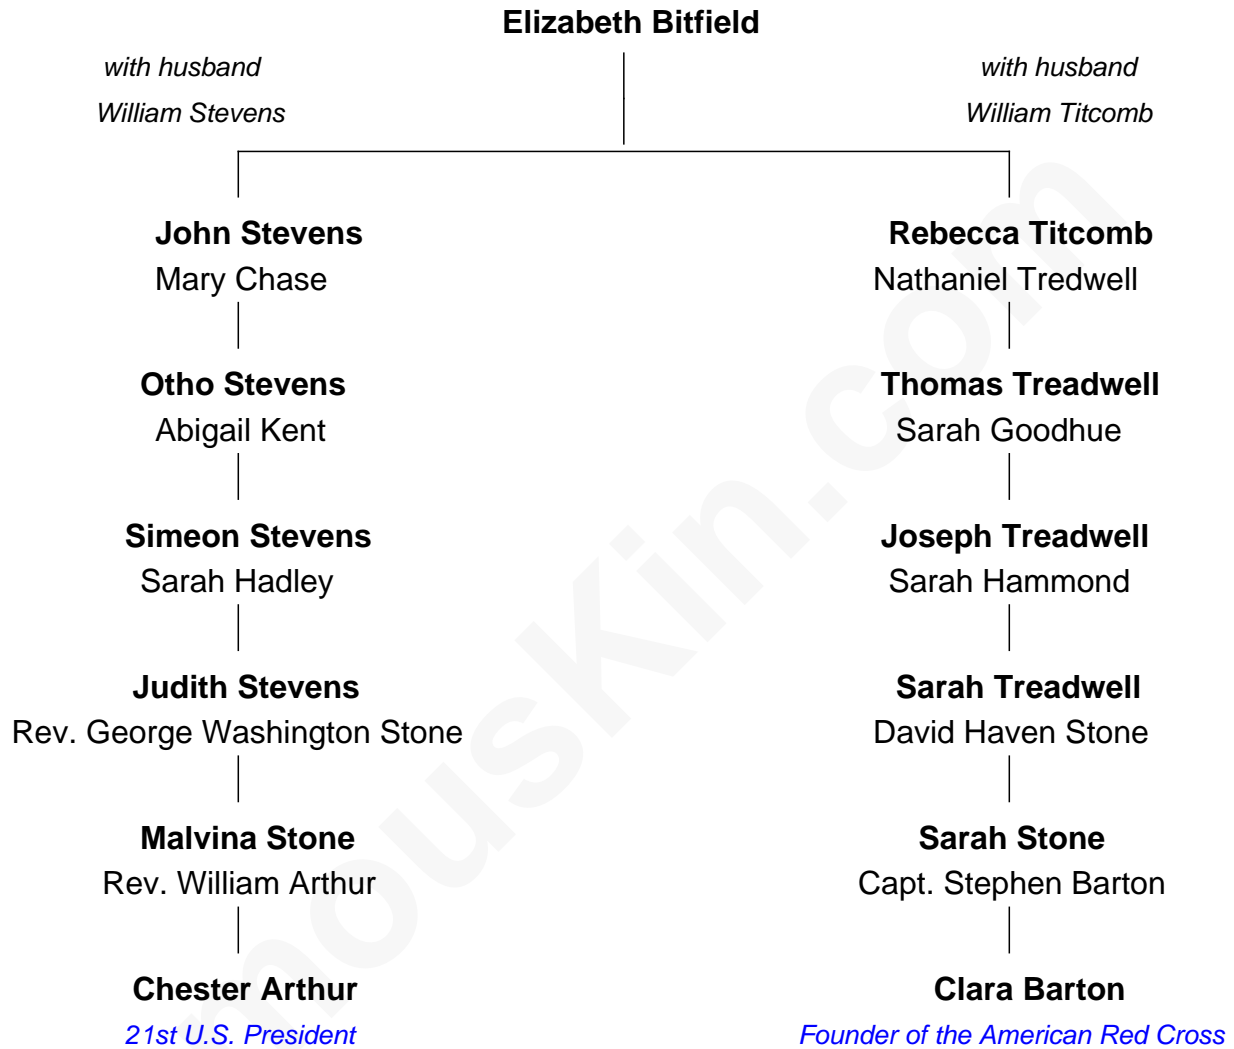 Elizabeth Bitfield
with husband
William Stevens
with husband
William Titcomb
John Stevens
Mary Chase
Rebecca Titcomb
Nathaniel Tredwell
Otho Stevens
Abigail Kent
Thomas Treadwell
Sarah Goodhue
Simeon Stevens
Sarah Hadley
Joseph Treadwell
Sarah Hammond
Judith Stevens
Rev. George Washington Stone
Sarah Treadwell
David Haven Stone
Malvina Stone
Rev. William Arthur
Sarah Stone
Capt. Stephen Barton
Chester Arthur
21st U.S. President
Clara Barton
Founder of the American Red Cross
mousKin.com